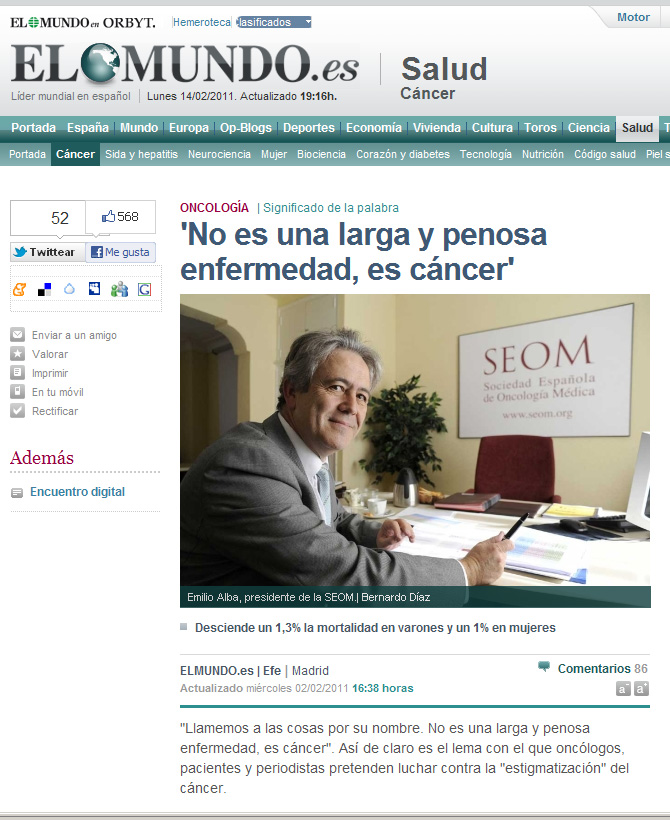 EL MUNDO en ORBYT. Hemeroteca lasificados Motor
EL MUNDO.es
Salud
Cáncer
Líder mundial en español Lunes 14/02/2011. Actualizado 19:16h.
Portada España Mundo Europa Op-Blogs Deportes Economía Vivienda Cultura Toros Ciencia Salud T
Portada Cáncer Sida y hepatitis Neurociencia Mujer Biociencia Corazón y diabetes Tecnología Nutrición Código salud Piel s
52 568
Twittear Me gusta
Enviar a un amigo
Valorar
Imprimir
En tu móvil
Rectificar
Además
Encuentro digital
ONCOLOGÍA | Significado de la palabra
'No es una larga y penosa
enfermedad, es cáncer'
SEOM
Sociedad Española
de Oncología Médica
www.seom.org
Emilio Alba, presidente de la SEOM.| Bernardo Díaz
Desciende un 1,3% la mortalidad en varones y un 1% en mujeres
ELMUNDO.es | Efe | Madrid
Comentarios 86
Actualizado miércoles 02/02/2011 16:38 horas
a- a+
"Llamemos a las cosas por su nombre. No es una larga y penosa
enfermedad, es cáncer". Así de claro es el lema con el que oncólogos,
pacientes y periodistas pretenden luchar contra la "estigmatización" del
cáncer.